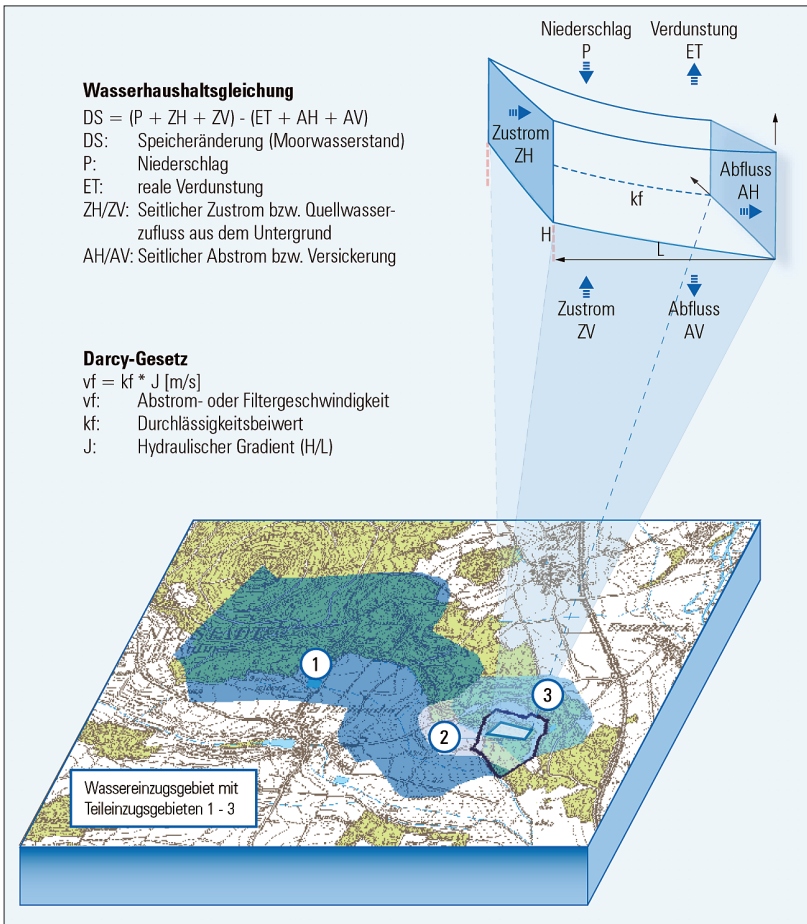 Wasserhaushaltsgleichung
DS = (P + ZH + ZV) - (ET + AH + AV)
DS: Speicheränderung (Moorwasserstand)
P: Niederschlag
ET: reale Verdunstung
ZH/ZV: Seitlicher Zustrom bzw. Quellwasser-
zufluss aus dem Untergrund
AH/AV: Seitlicher Abstrom bzw. Versickerung
Darcy-Gesetz
vf = kf * J [m/s]
vf: Abstrom- oder Filtergeschwindigkeit
kf: Durchlässigkeitsbeiwert
J: Hydraulischer Gradient (H/L)
Niederschlag
P
Verdunstung
ET
Zustrom
ZH
Abfluss
AH
kf
H
L
Zustrom
ZV
Abfluss
AV
1
2
3
Wassereinzugsgebiet mit
Teileinzugsgebieten 1 - 3